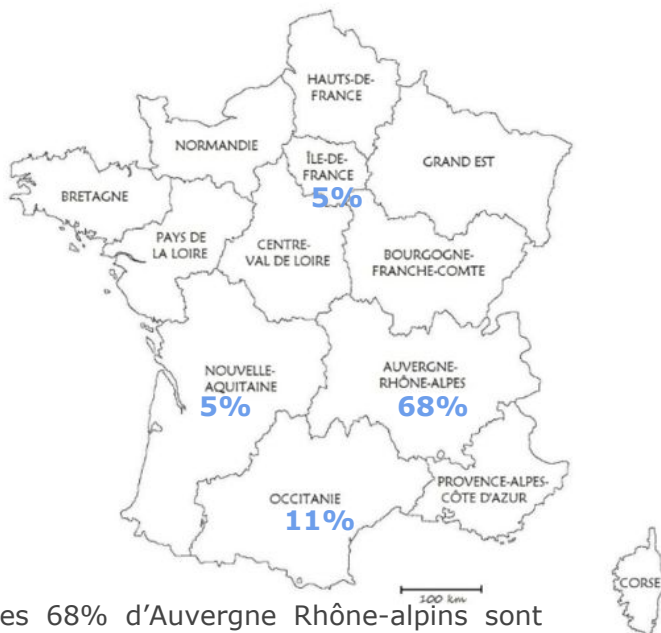 HAUTS-DE-
FRANCE
NORMANDIE
ÎLE-DE-
FRANCE
5%
GRAND EST
BRETAGNE
PAYS DE
LA LOIRE
CENTRE-
VAL DE LOIRE
BOURGOGNE-
FRANCHE-COMTE
NOUVELLE-
AQUITAINE
5%
AUVERGNE-
RHÔNE-ALPES
68%
OCCITANIE
11%
PROVENCE-ALPES-
CÔTE D'AZUR
100 km
CORSE
es 68% d’Auvergne Rhône-alpins sont